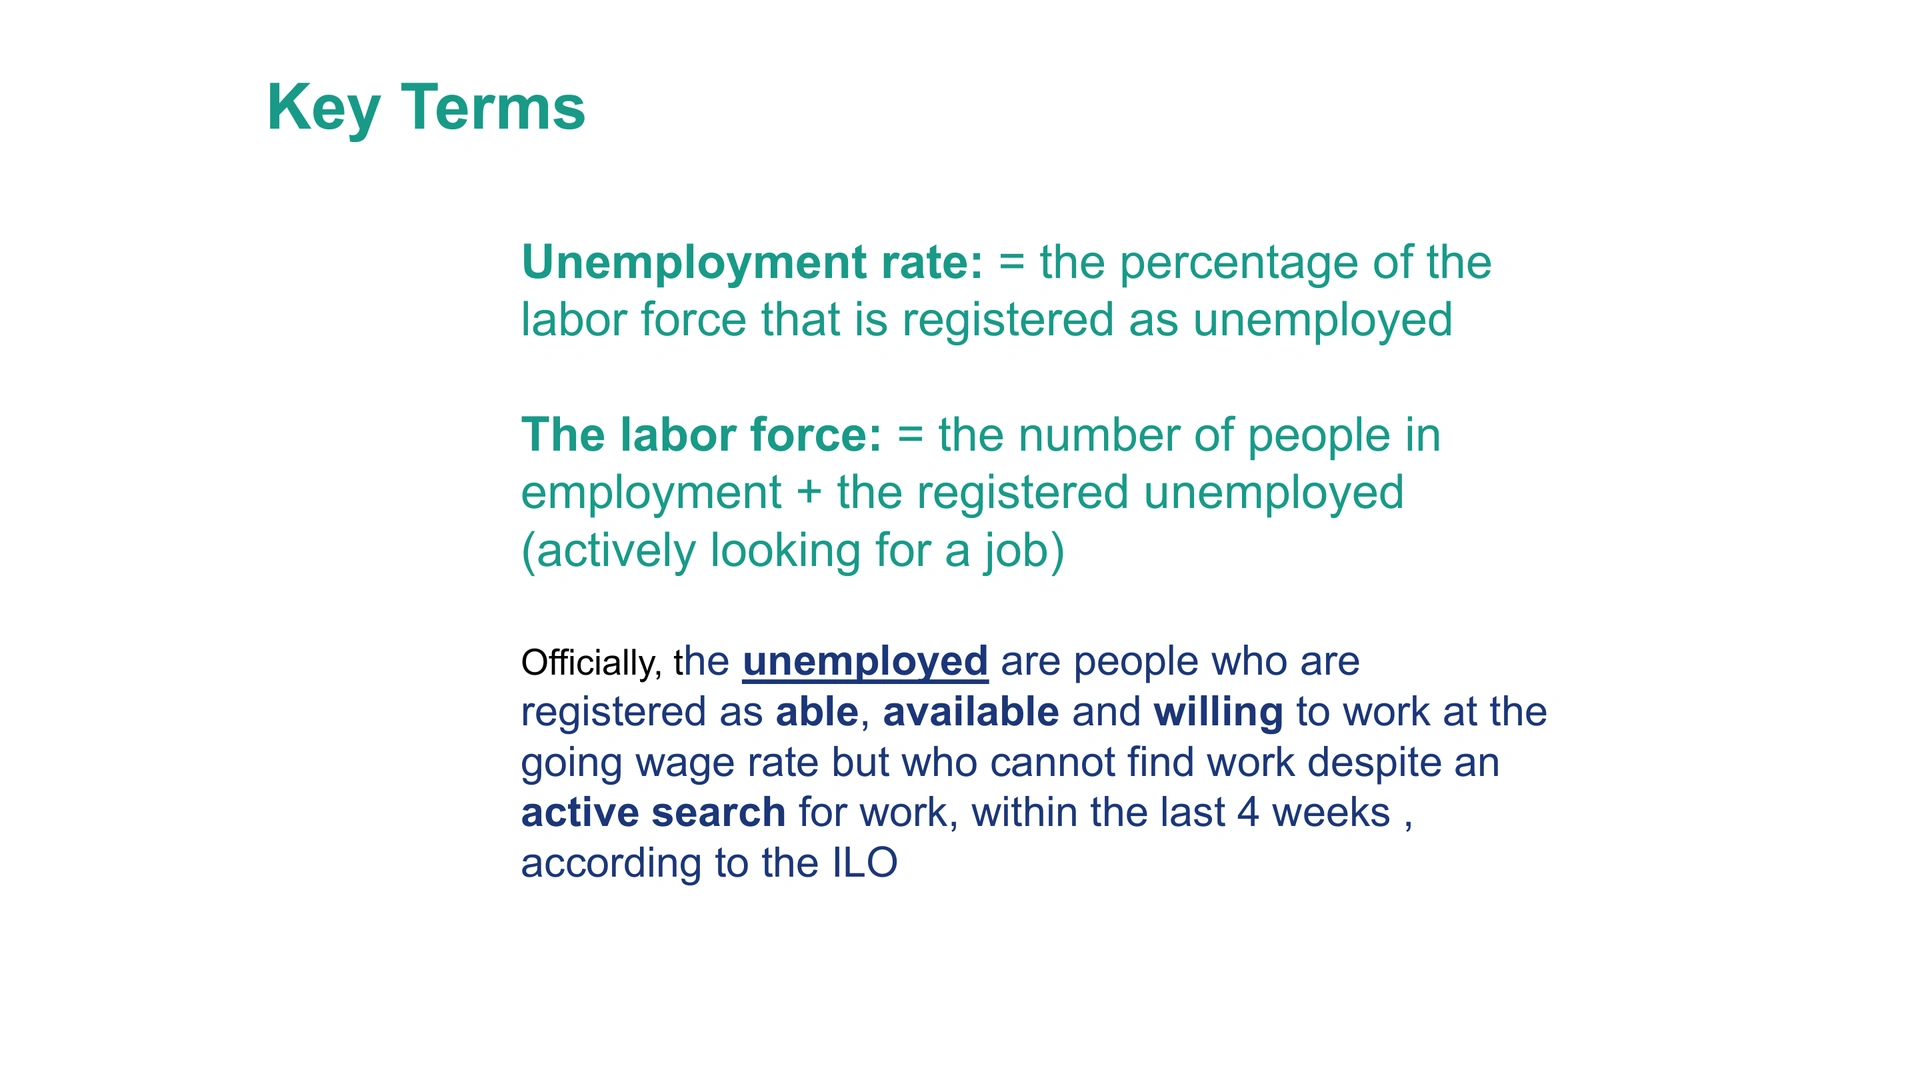 Key Terms
Unemployment rate: = the percentage of the
labor force that is registered as unemployed
The labor force: = the number of people in
employment + the registered unemployed
(actively looking for a job)
Officially, the unemployed are people who are
registered as able, available and willing to work at the
going wage rate but who cannot find work despite an
active search for work, within the last 4 weeks ,
according to the ILO